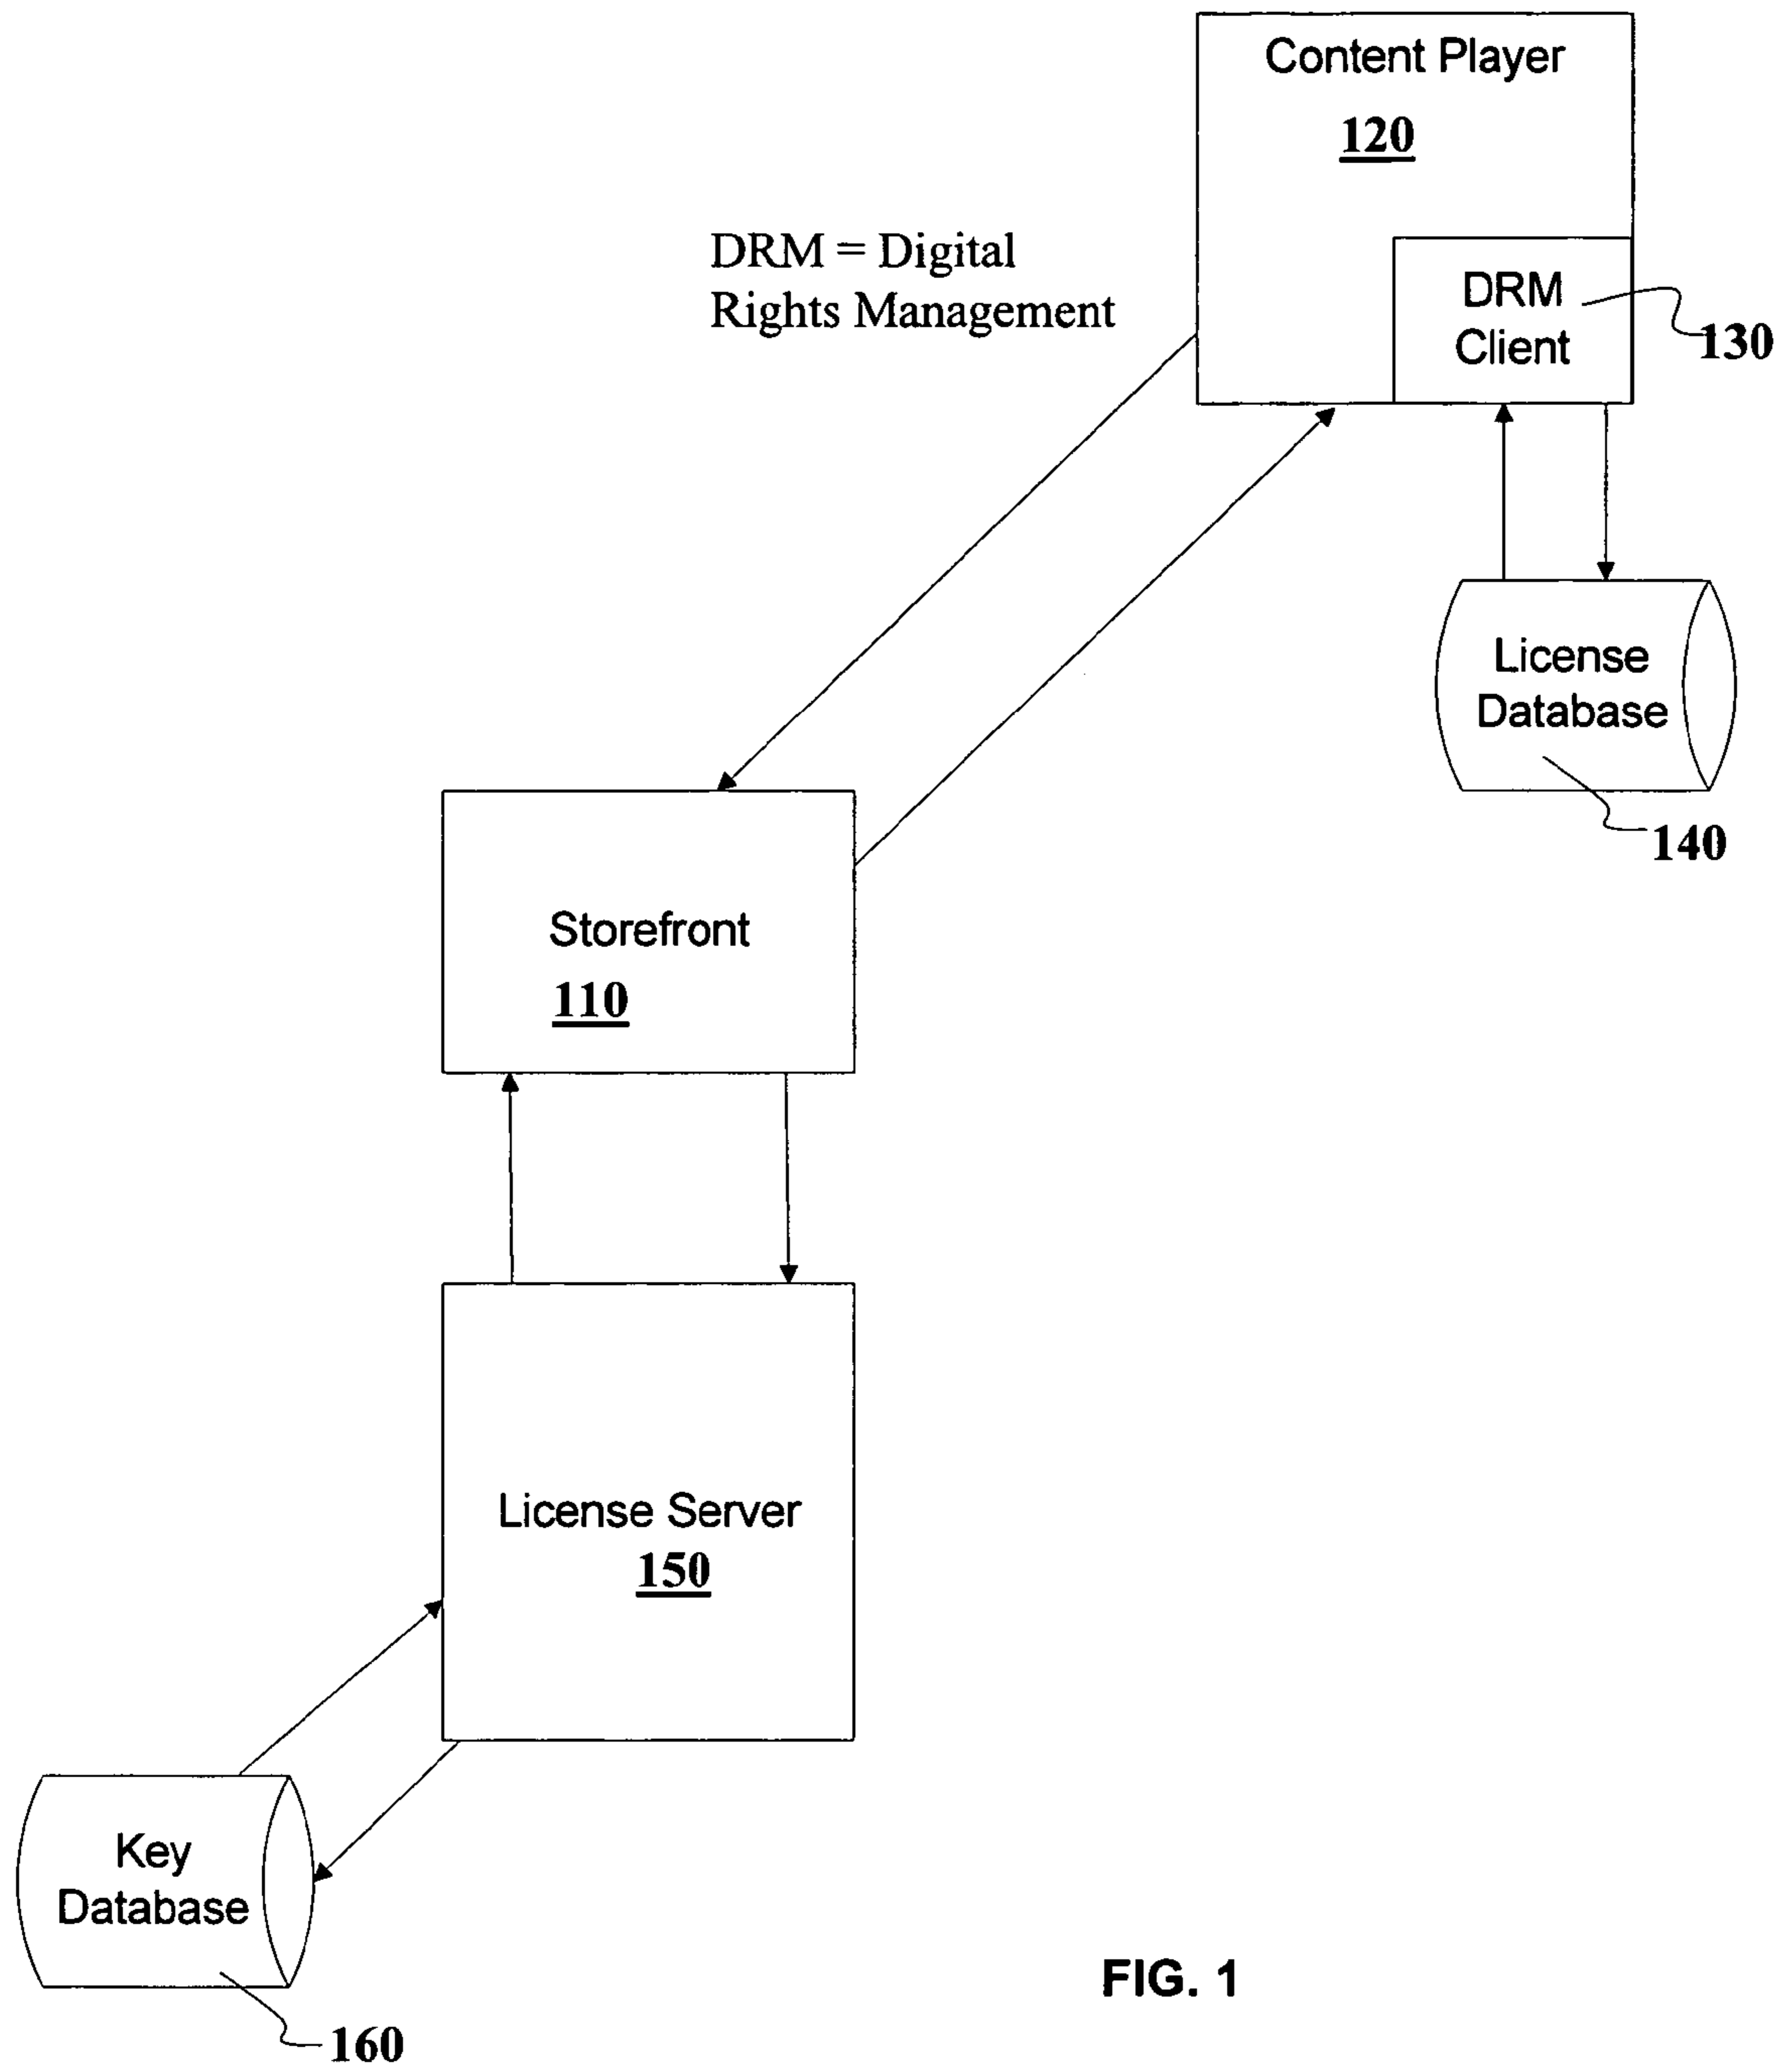 Content Player
120
DRM = Digital
Rights Management
DRM
Client
130
License
Database
140
Storefront
110
License Server
150
Key
Database
160
FIG. 1